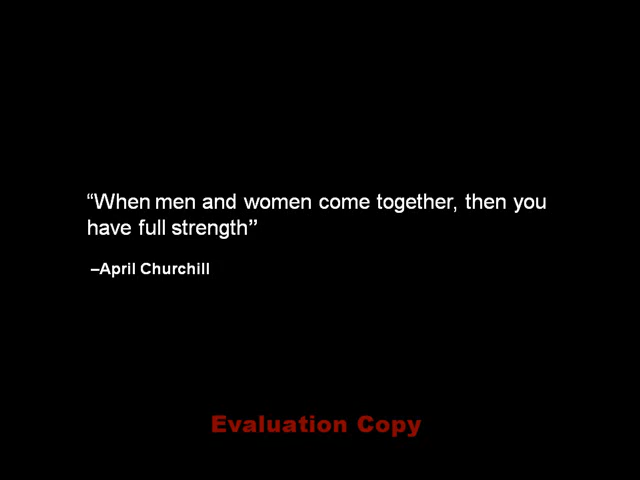 “When men and women come together, then you
have full strength”
–April Churchill
Evaluation Copy